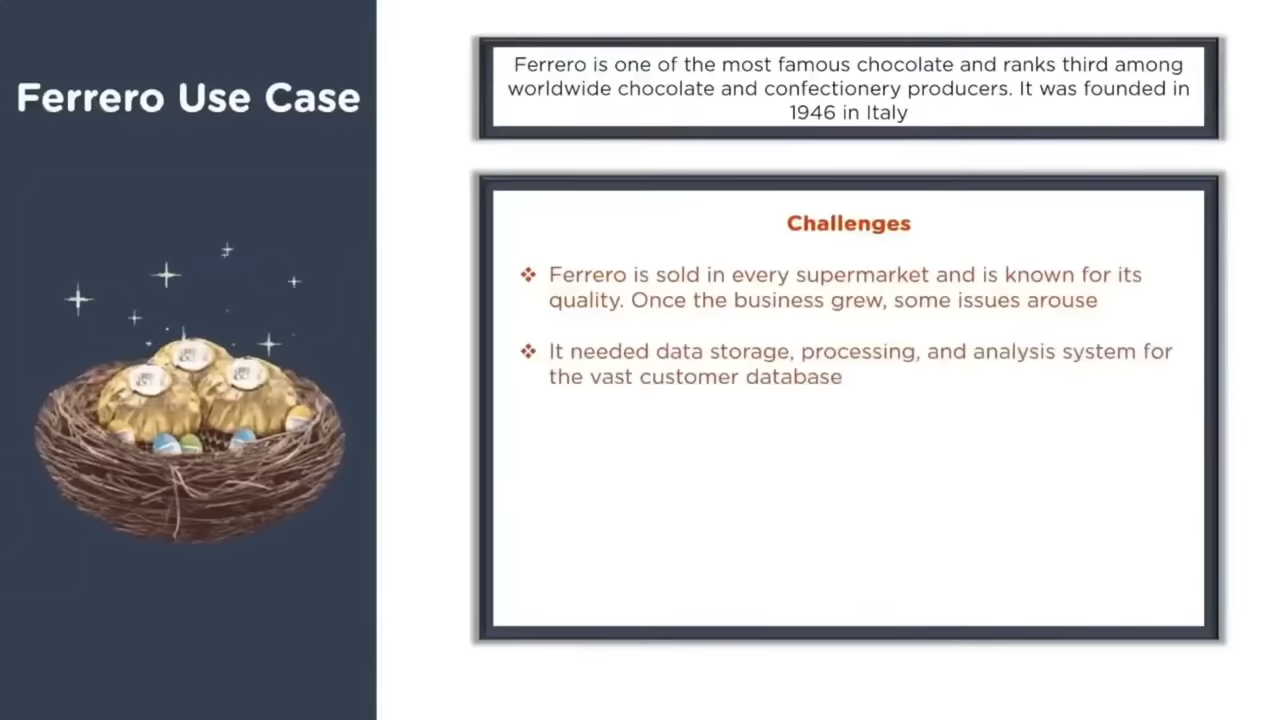 Ferrero Use Case
Ferrero is one of the most famous chocolate and ranks third among
worldwide chocolate and confectionery producers. It was founded in
1946 in Italy
Challenges
❖ Ferrero is sold in every supermarket and is known for its
quality. Once the business grew, some issues arouse
❖ It needed data storage, processing, and analysis system for
the vast customer database